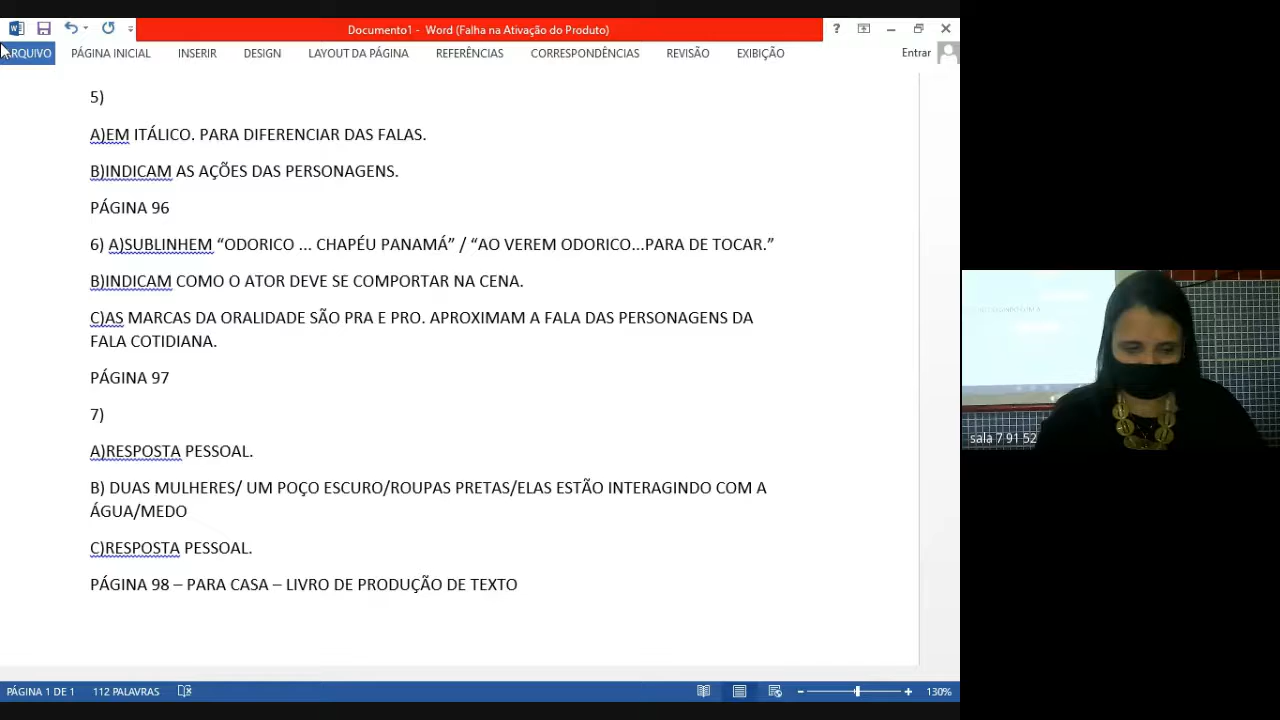 Documento1 - Word (Falha na Ativação do Produto)
ARQUIVO PÁGINA INICIAL INSERIR DESIGN LAYOUT DA PÁGINA REFERÊNCIAS CORRESPONDÊNCIAS REVISÃO EXIBIÇÃO Entrar
5)
A)EM ITÁLICO. PARA DIFERENCIAR DAS FALAS.
B)INDICAM AS AÇÕES DAS PERSONAGENS.
PÁGINA 96
6) A)SUBLINHEM “ODORICO ... CHAPÉU PANAMÁ” / “AO VEREM ODORICO...PARA DE TOCAR.”
B)INDICAM COMO O ATOR DEVE SE COMPORTAR NA CENA.
C)AS MARCAS DA ORALIDADE SÃO PRA E PRO. APROXIMAM A FALA DAS PERSONAGENS DA
FALA COTIDIANA.
PÁGINA 97
7)
A)RESPOSTA PESSOAL.
B) DUAS MULHERES/ UM POÇO ESCURO/ROUPAS PRETAS/ELAS ESTÃO INTERAGINDO COM A
ÁGUA/MEDO
C)RESPOSTA PESSOAL.
PÁGINA 98 – PARA CASA – LIVRO DE PRODUÇÃO DE TEXTO
sala 7 91 52
PÁGINA 1 DE 1 112 PALAVRAS 130%